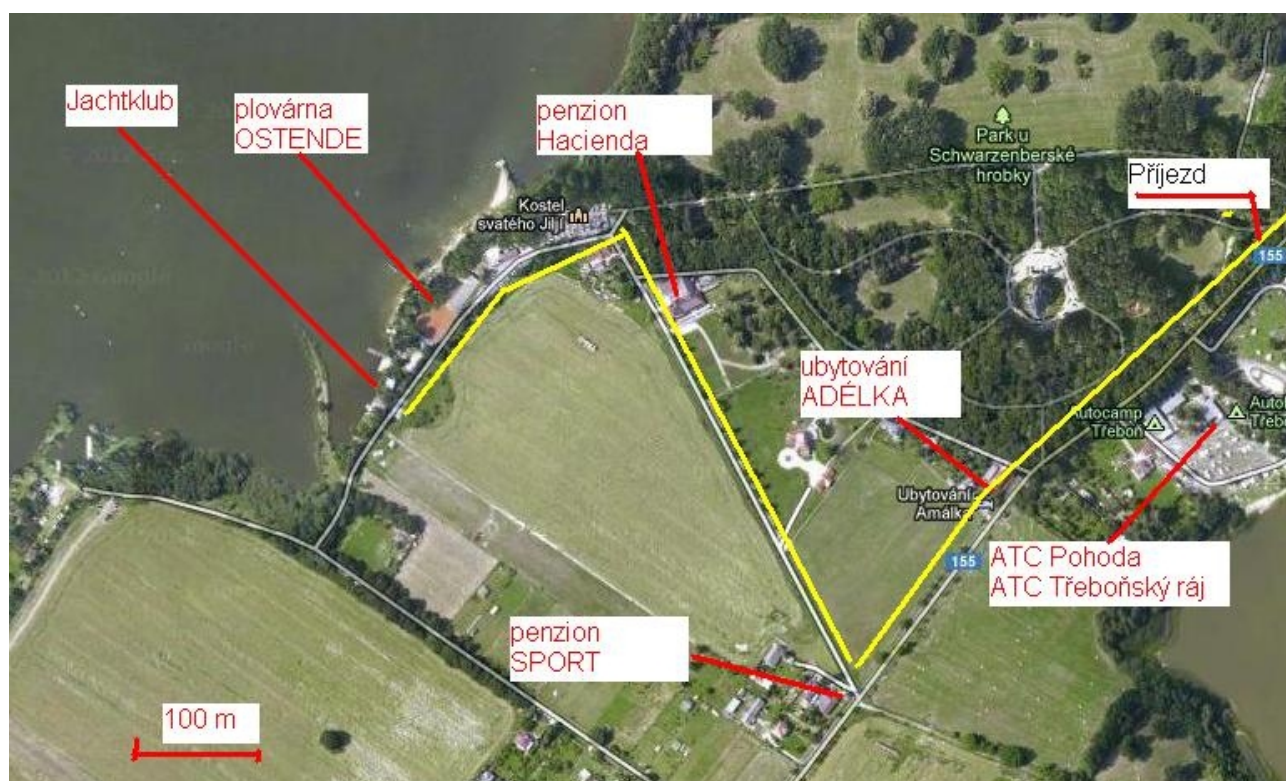 Jachtklub
plovárna
OSTENDE
penzion
Hacienda
Park u
Schwarzenberské
hrobky
Příjezd
Kostel
svatého Jiljí
155
ubytování
ADÉLKA
Autocamp
Třeboň
Třebo
Ubytování
Amálka
155
ATC Pohoda
ATC Třeboňský ráj
penzion
SPORT
100 m